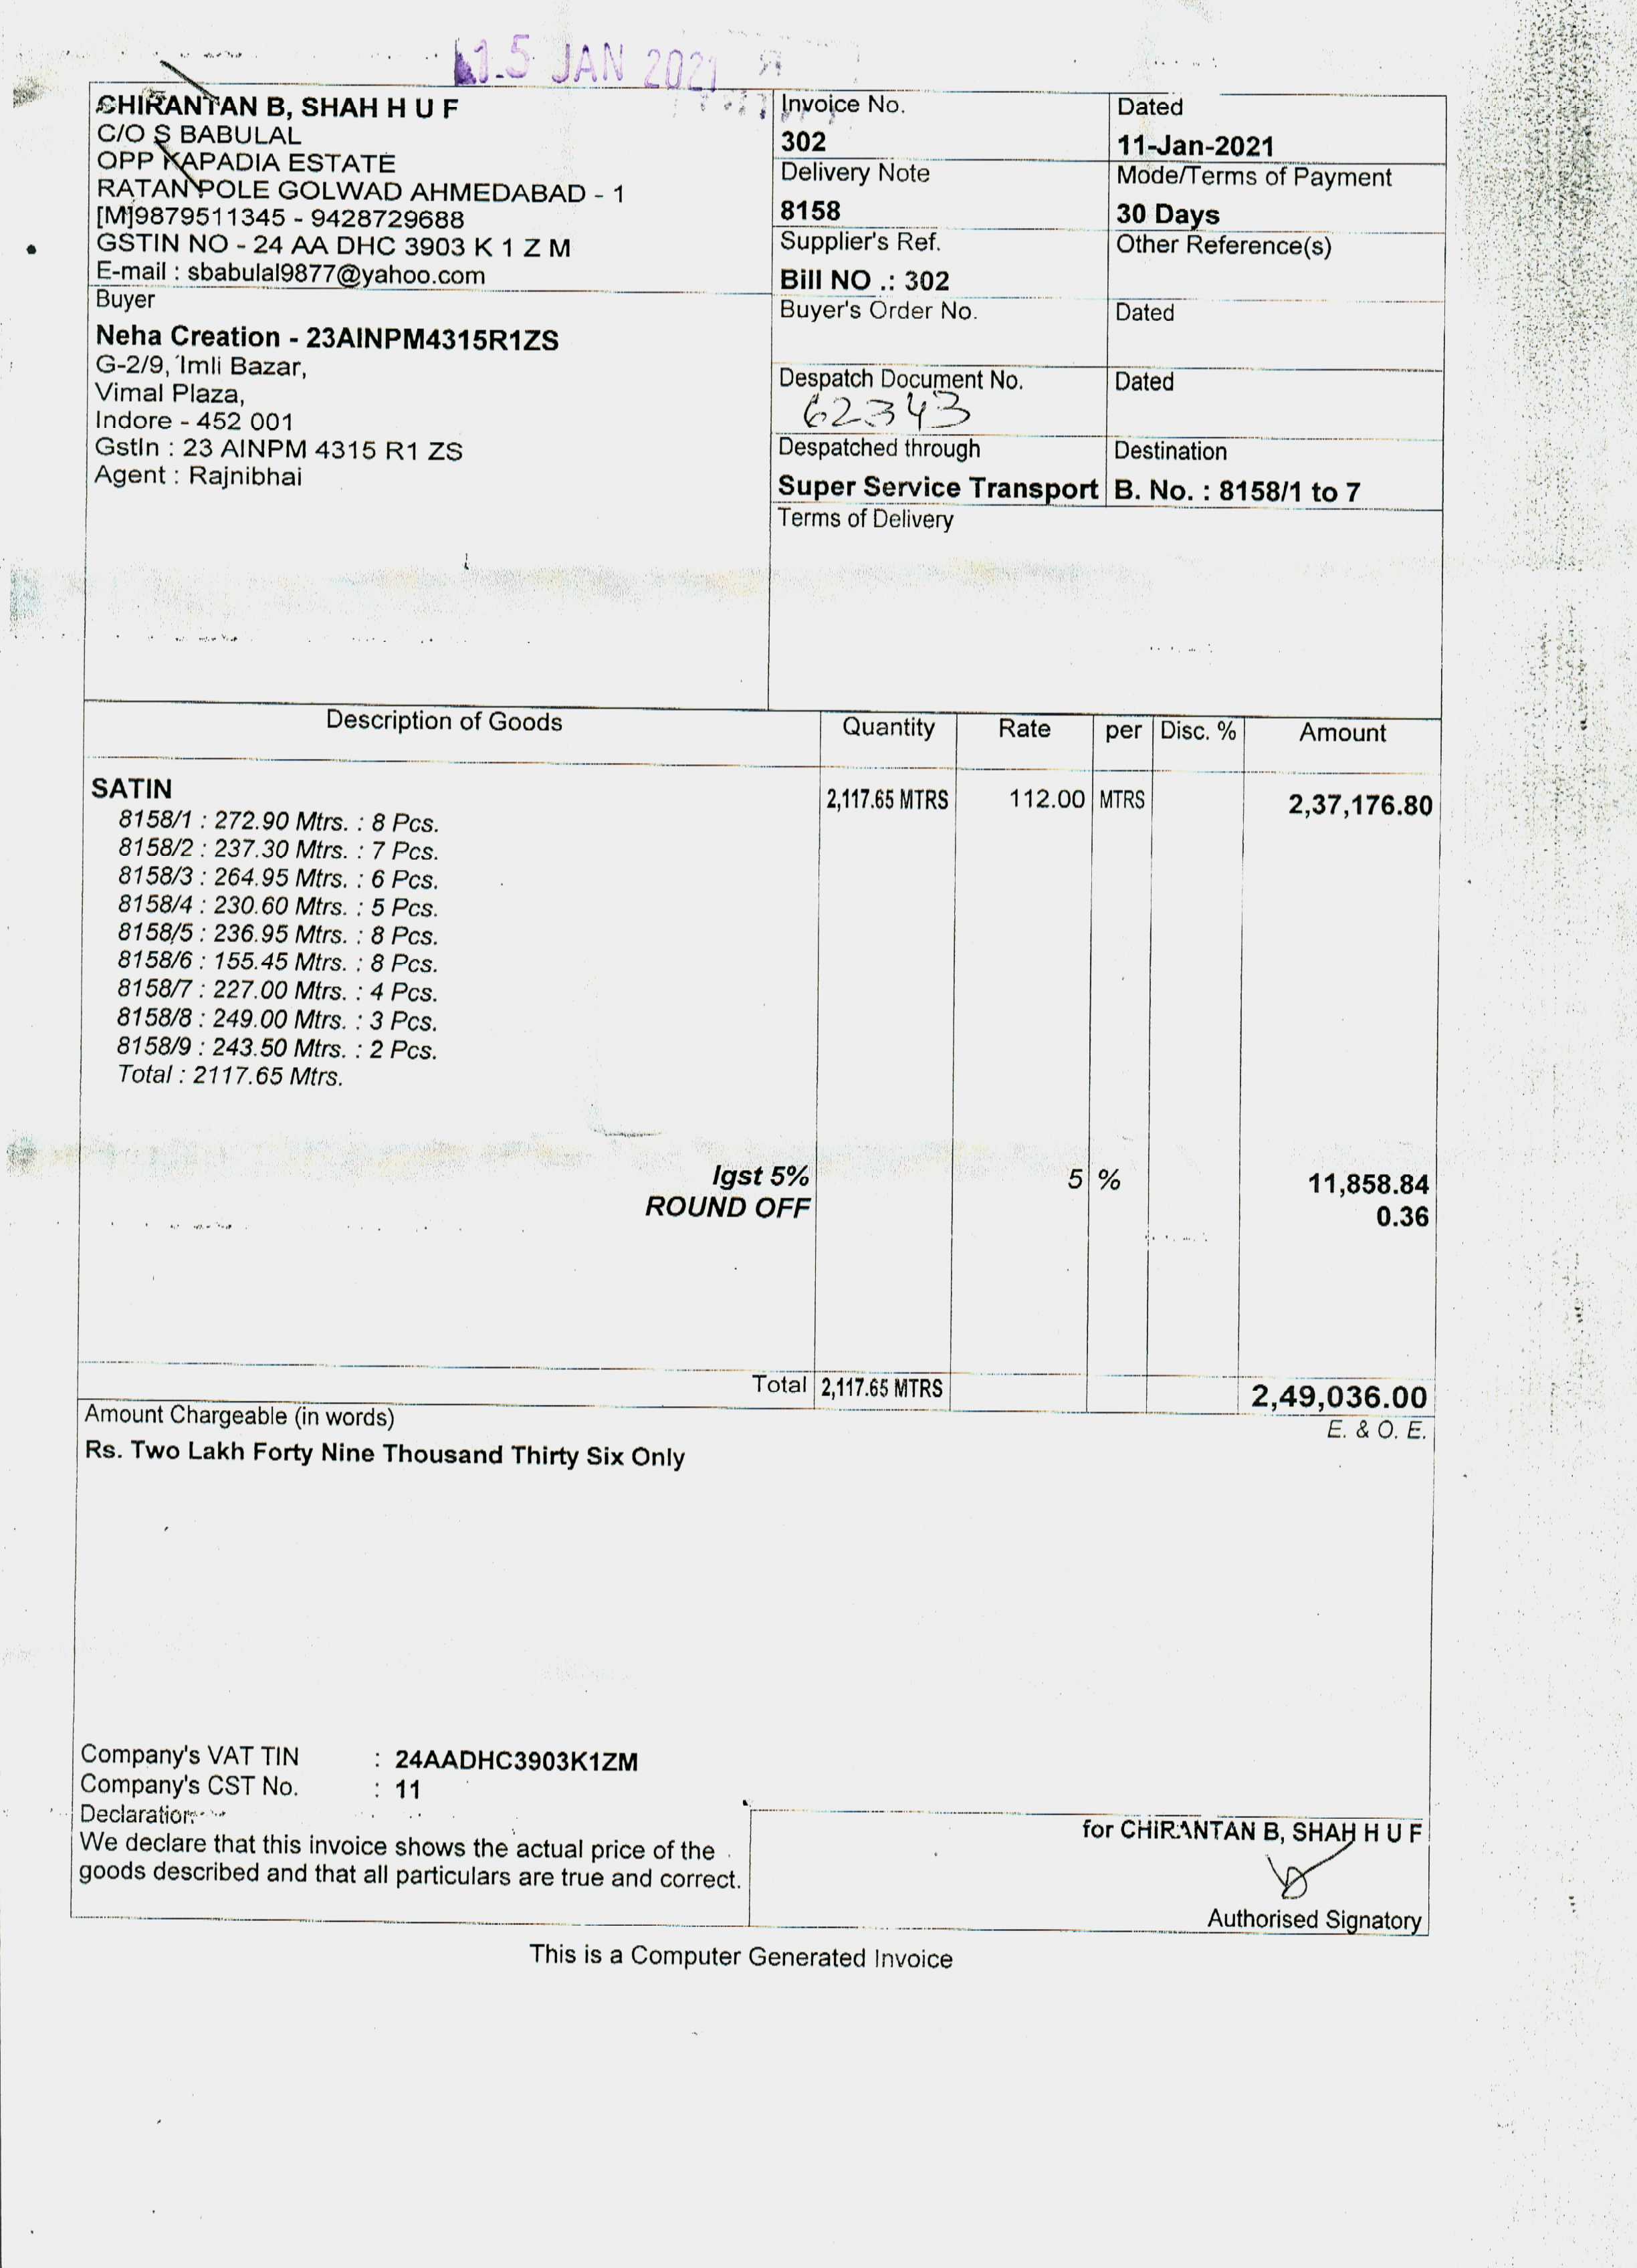 15 JAN 2021
CHIRANTAN B, SHAH H U F
C/O S BABULAL
OPP KAPADIA ESTATE
RATAN POLE GOLWAD AHMEDABAD - 1
[M]9879511345 - 9428729688
GSTIN NO - 24 AA DHC 3903 K 1 Z M
E-mail : sbabulal9877@yahoo.com
Invoice No.
302
Dated
11-Jan-2021
Delivery Note
8158
Mode/Terms of Payment
30 Days
Supplier's Ref.
Bill NO .: 302
Other Reference(s)
Buyer
Neha Creation - 23AINPM4315R1ZS
G-2/9, Imli Bazar,
Vimal Plaza,
Indore - 452 001
GstIn : 23 AINPM 4315 R1 ZS
Agent : Rajnibhai
Buyer's Order No.
Dated
Despatch Document No.
62343
Dated
Despatched through
Super Service Transport
Destination
B. No. : 8158/1 to 7
Terms of Delivery
Description of Goods Quantity Rate per Disc. % Amount
SATIN 2,117.65 MTRS 112.00 MTRS 2,37,176.80
8158/1 : 272.90 Mtrs. : 8 Pcs.
8158/2 : 237.30 Mtrs. : 7 Pcs.
8158/3 : 264.95 Mtrs. : 6 Pcs.
8158/4 : 230.60 Mtrs. : 5 Pcs.
8158/5 : 236.95 Mtrs. : 8 Pcs.
8158/6 : 155.45 Mtrs. : 8 Pcs.
8158/7 : 227.00 Mtrs. : 4 Pcs.
8158/8 : 249.00 Mtrs. : 3 Pcs.
8158/9 : 243.50 Mtrs. : 2 Pcs.
Total : 2117.65 Mtrs.
Igst 5% 5 % 11,858.84
ROUND OFF 0.36
Total 2,117.65 MTRS 2,49,036.00
Amount Chargeable (in words) E. & O. E.
Rs. Two Lakh Forty Nine Thousand Thirty Six Only
Company's VAT TIN : 24AADHC3903K1ZM
Company's CST No. : 11
Declaration
We declare that this invoice shows the actual price of the
goods described and that all particulars are true and correct.
for CHIRANTAN B, SHAH H U F
Authorised Signatory
This is a Computer Generated Invoice